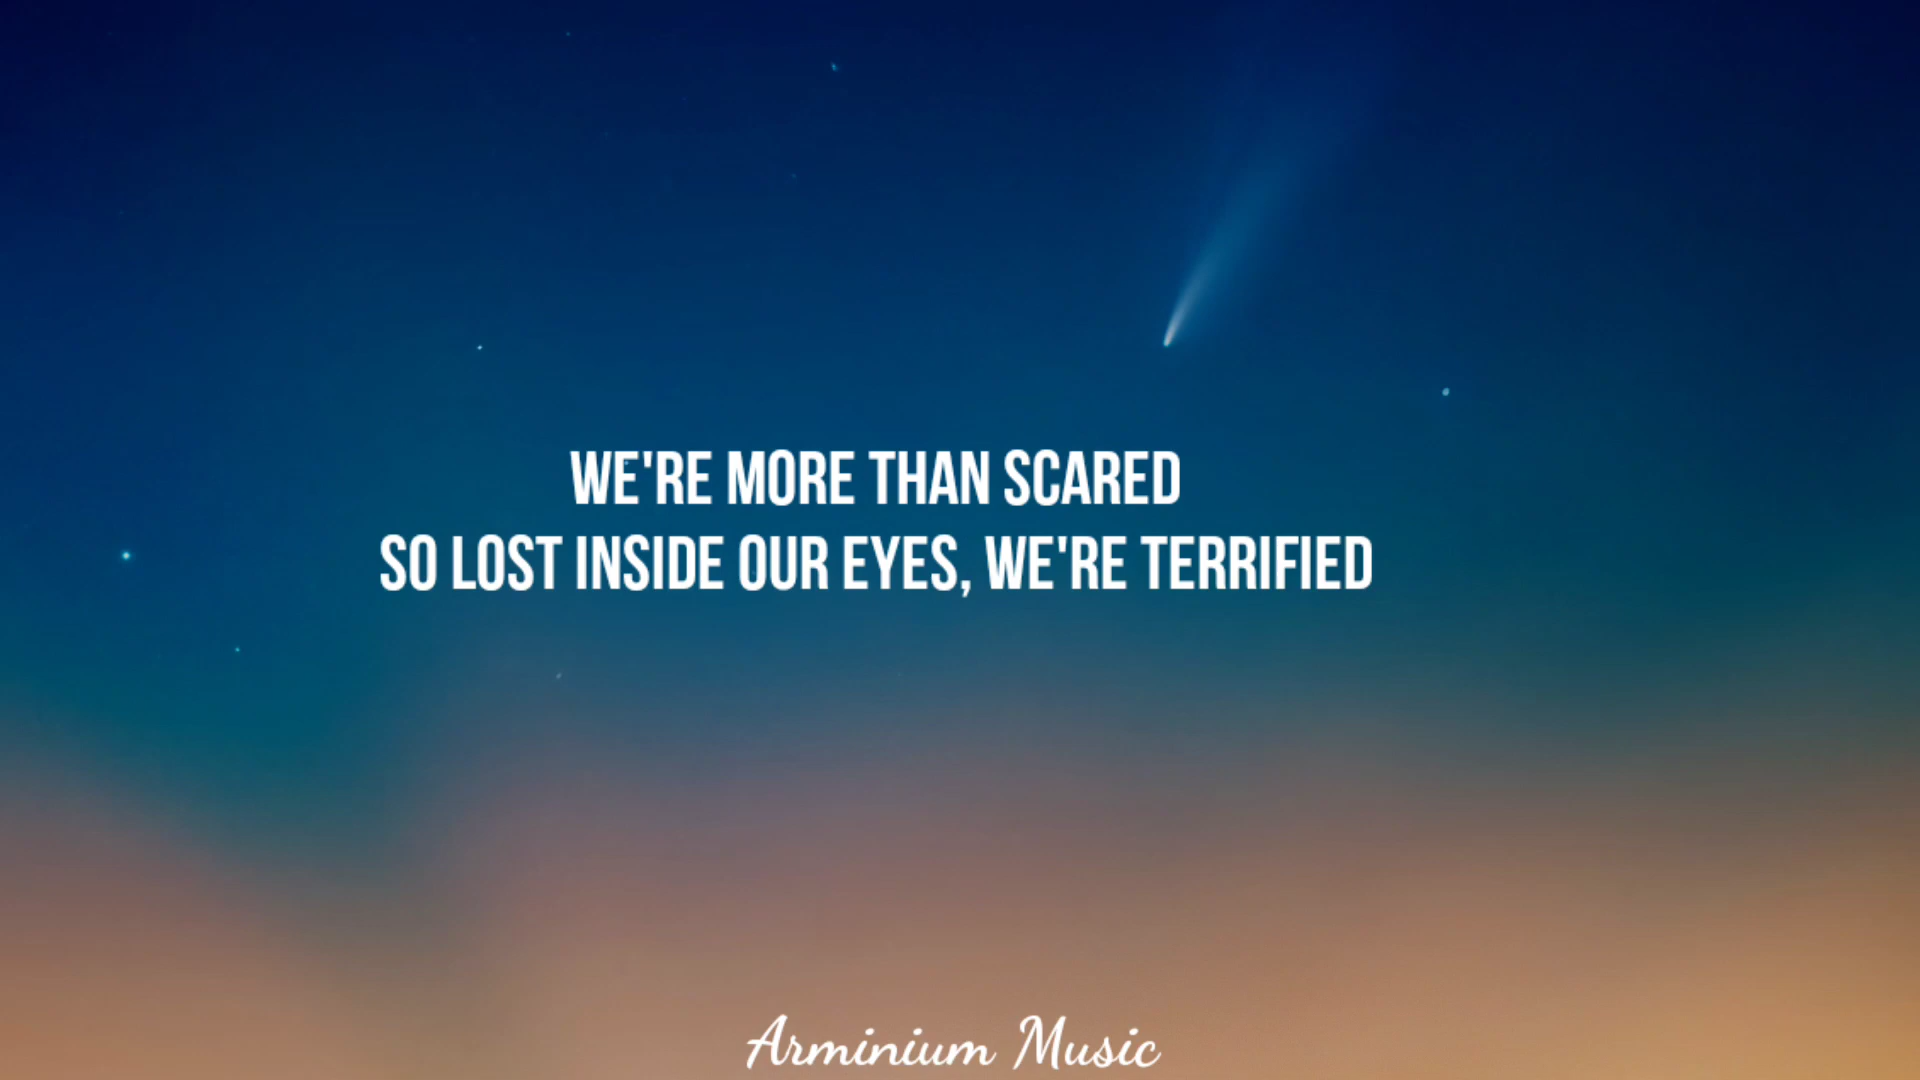 WE'RE MORE THAN SCARED
SO LOST INSIDE OUR EYES, WE'RE TERRIFIED
Arminium Music